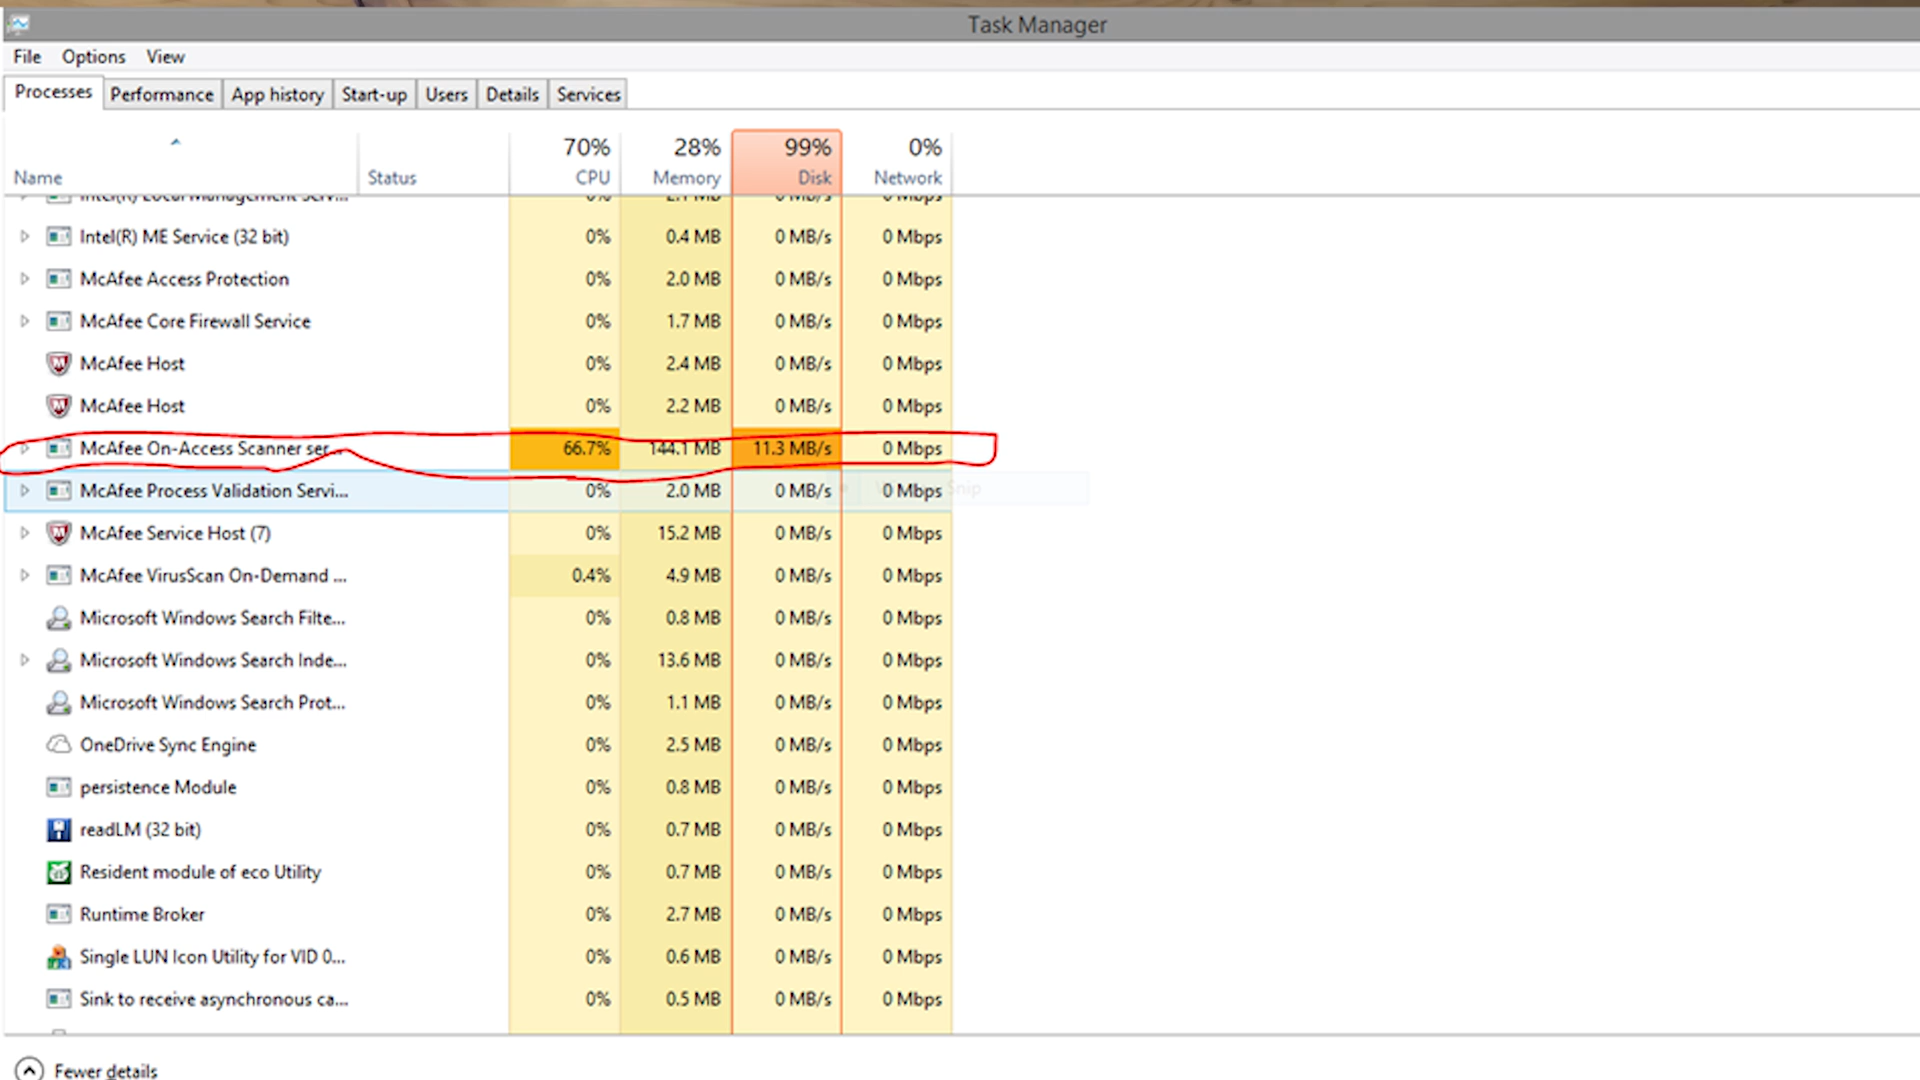 Task Manager
File Options View
Processes Performance App history Start-up Users Details Services
70% 28% 99% 0%
Name Status CPU Memory Disk Network
Intel(R) Local Management Serv... 0% 2.1 MB 0 MB/s 0 Mbps
Intel(R) ME Service (32 bit) 0% 0.4 MB 0 MB/s 0 Mbps
McAfee Access Protection 0% 2.0 MB 0 MB/s 0 Mbps
McAfee Core Firewall Service 0% 1.7 MB 0 MB/s 0 Mbps
McAfee Host 0% 2.4 MB 0 MB/s 0 Mbps
McAfee Host 0% 2.2 MB 0 MB/s 0 Mbps
McAfee On-Access Scanner ser... 66.7% 144.1 MB 11.3 MB/s 0 Mbps
McAfee Process Validation Servi... 0% 2.0 MB 0 MB/s 0 Mbps
Snip
McAfee Service Host (7) 0% 15.2 MB 0 MB/s 0 Mbps
McAfee VirusScan On-Demand ... 0.4% 4.9 MB 0 MB/s 0 Mbps
Microsoft Windows Search Filte... 0% 0.8 MB 0 MB/s 0 Mbps
Microsoft Windows Search Inde... 0% 13.6 MB 0 MB/s 0 Mbps
Microsoft Windows Search Prot... 0% 1.1 MB 0 MB/s 0 Mbps
OneDrive Sync Engine 0% 2.5 MB 0 MB/s 0 Mbps
persistence Module 0% 0.8 MB 0 MB/s 0 Mbps
readLM (32 bit) 0% 0.7 MB 0 MB/s 0 Mbps
Resident module of eco Utility 0% 0.7 MB 0 MB/s 0 Mbps
Runtime Broker 0% 2.7 MB 0 MB/s 0 Mbps
Single LUN Icon Utility for VID 0... 0% 0.6 MB 0 MB/s 0 Mbps
Sink to receive asynchronous ca... 0% 0.5 MB 0 MB/s 0 Mbps
Fewer details